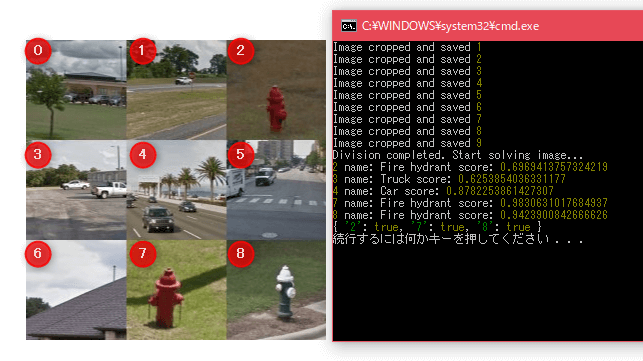 0
1
2
3
4
5
6
7
8
C:¥WINDOWS¥system32¥cmd.exe
Image cropped and saved 1
Image cropped and saved 2
Image cropped and saved 3
Image cropped and saved 4
Image cropped and saved 5
Image cropped and saved 6
Image cropped and saved 7
Image cropped and saved 8
Image cropped and saved 9
Division completed. Start solving image...
2 name: Fire hydrant score: 0.6969413757324219
3 name: Truck score: 0.6253854036331177
4 name: Car score: 0.8782253861427307
7 name: Fire hydrant score: 0.9830631017684937
8 name: Fire hydrant score: 0.9423900842666626
{ '2': true, '7': true, '8': true }
続行するには何かキーを押してください . . .